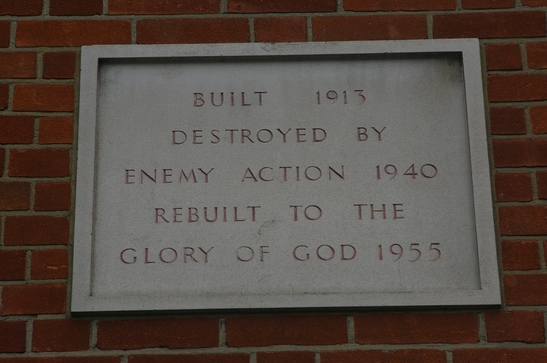 BUILT 1913
DESTROYED BY
ENEMY ACTION 1940
REBUILT TO THE
GLORY OF GOD 1955